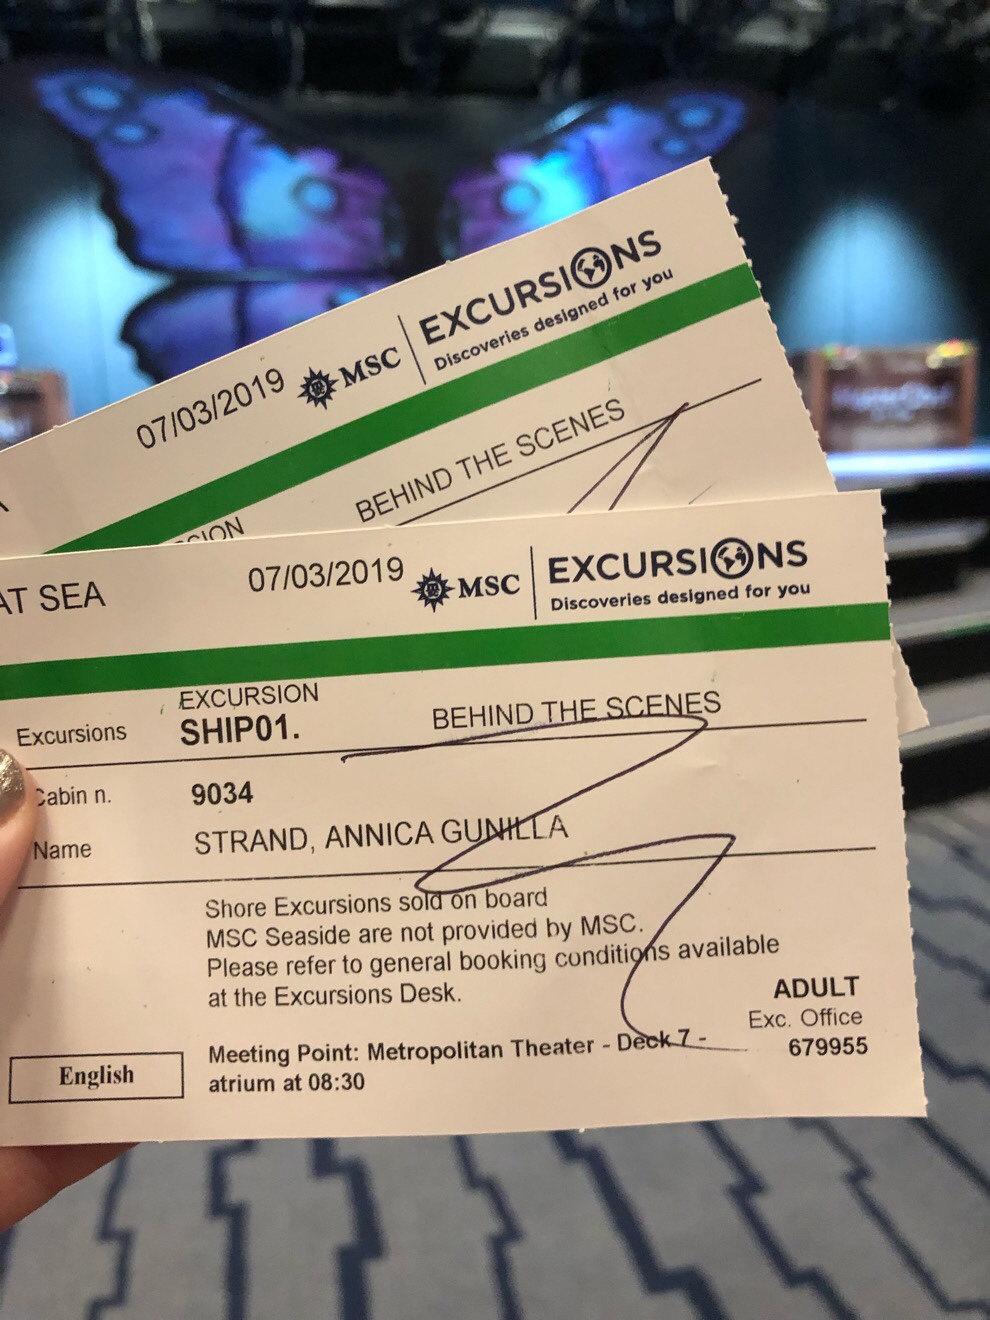 07/03/2019 MSC EXCURSIONS
Discoveries designed for you
BEHIND THE SCENES
AT SEA 07/03/2019 MSC EXCURSIONS
Discoveries designed for you
EXCURSION
Excursions SHIP01. BEHIND THE SCENES
Cabin n. 9034
Name STRAND, ANNICA GUNILLA
Shore Excursions sold on board
MSC Seaside are not provided by MSC.
Please refer to general booking conditions available
at the Excursions Desk.
ADULT
Exc. Office
679955
English
Meeting Point: Metropolitan Theater - Deck 7 -
atrium at 08:30